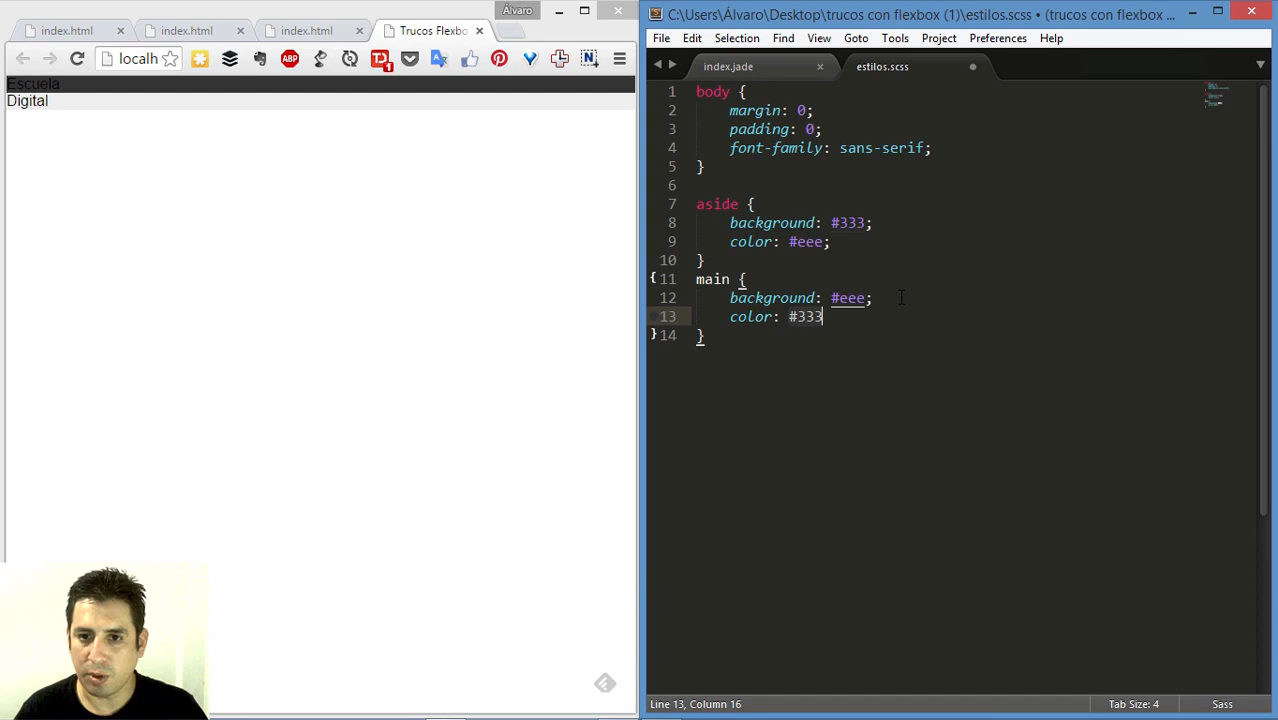 Álvaro
index.html
index.html
index.html
Trucos Flexbo
localh
ABP
TD
1
N
Escuela
Digital
C:\Users\Álvaro\Desktop\trucos con flexbox (1)\estilos.scss • (trucos con flexbox ...
File Edit Selection Find View Goto Tools Project Preferences Help
index.jade
estilos.scss
1 body {
2 margin: 0;
3 padding: 0;
4 font-family: sans-serif;
5 }
6
7 aside {
8 background: #333;
9 color: #eee;
10 }
11 main {
12 background: #eee;
13 color: #333
14 }
Line 13, Column 16
Tab Size: 4
Sass